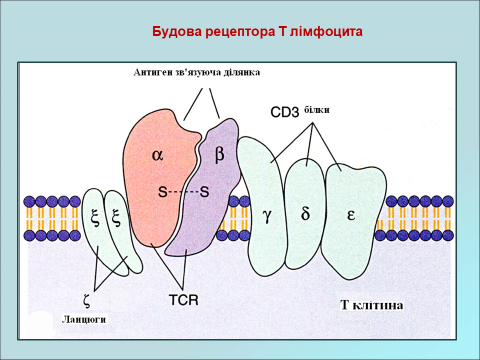 Будова рецептора Т лімфоцита
Антиген зв'язуюча ділянка
CD3 білки
α
β
S----S
γ
δ
ε
ξ
ξ
ζ
Ланцюги
TCR
Т клітина